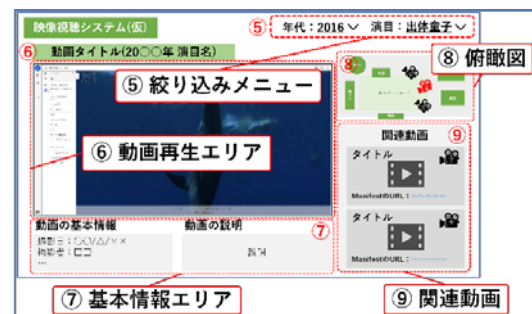 映像視聴システム(仮)
⑤ 年代：2016 ∨ 演目：出体童子 ∨
⑥ 動画タイトル(20○○年 演目名)
⑤ 絞り込みメニュー
⑧
⑧ 俯瞰図
⑥ 動画再生エリア
関連動画 ⑨
タイトル
ManifestのURL：
タイトル
ManifestのURL：
動画の基本情報
動画の説明
⑦
撮影日：○○/△/××
撮影者：□□
…
説明
⑦ 基本情報エリア
⑨ 関連動画